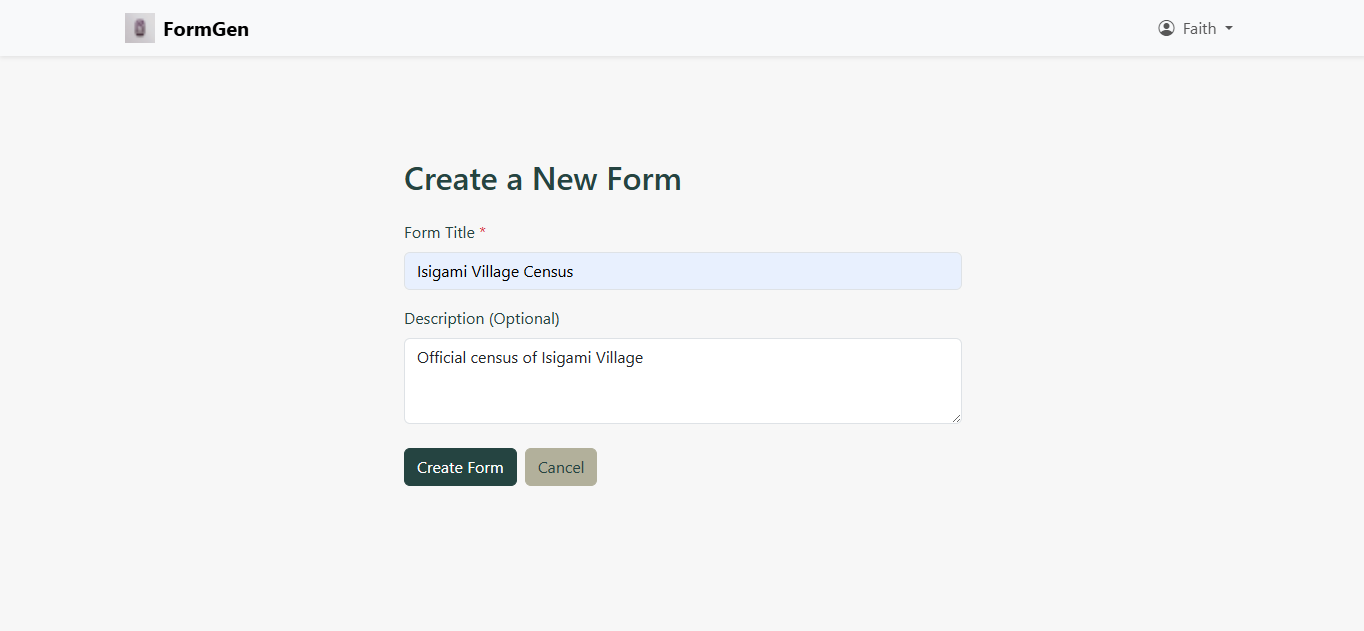 FormGen
Faith
Create a New Form
Form Title *
Isigami Village Census
Description (Optional)
Official census of Isigami Village
Create Form
Cancel